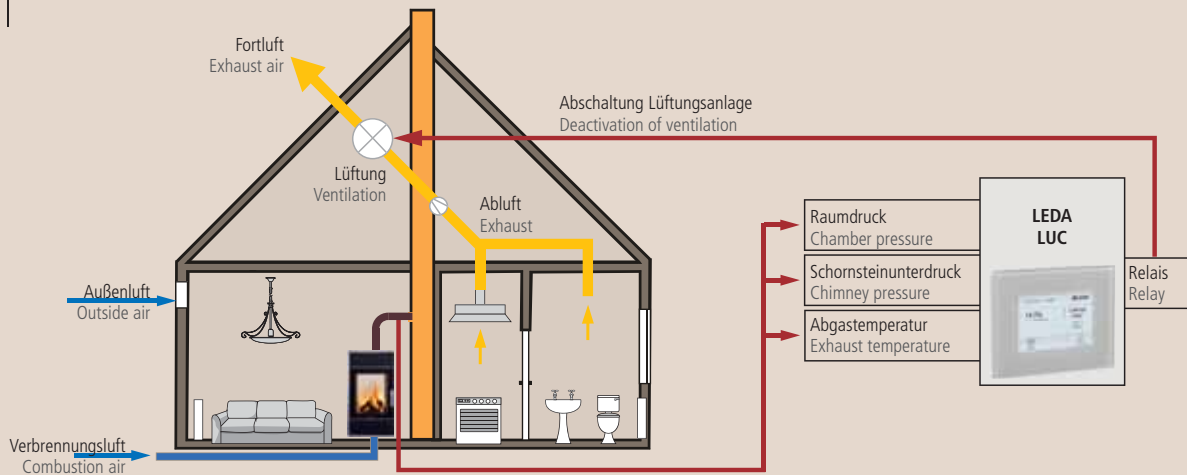 Fortluft
Exhaust air
Abschaltung Lüftungsanlage
Deactivation of ventilation
Lüftung
Ventilation
Abluft
Exhaust
Raumdruck
Chamber pressure
LEDA
LUC
Schornsteinunterdruck
Chimney pressure
Relais
Relay
Außenluft
Outside air
Abgastemperatur
Exhaust temperature
Verbrennungsluft
Combustion air